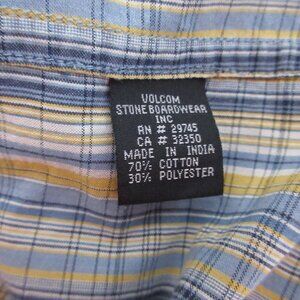 VOLCOM
STONE BOARDWEAR
INC
RN # 29745
CA # 32350
MADE IN INDIA
70% COTTON
30% POLYESTER